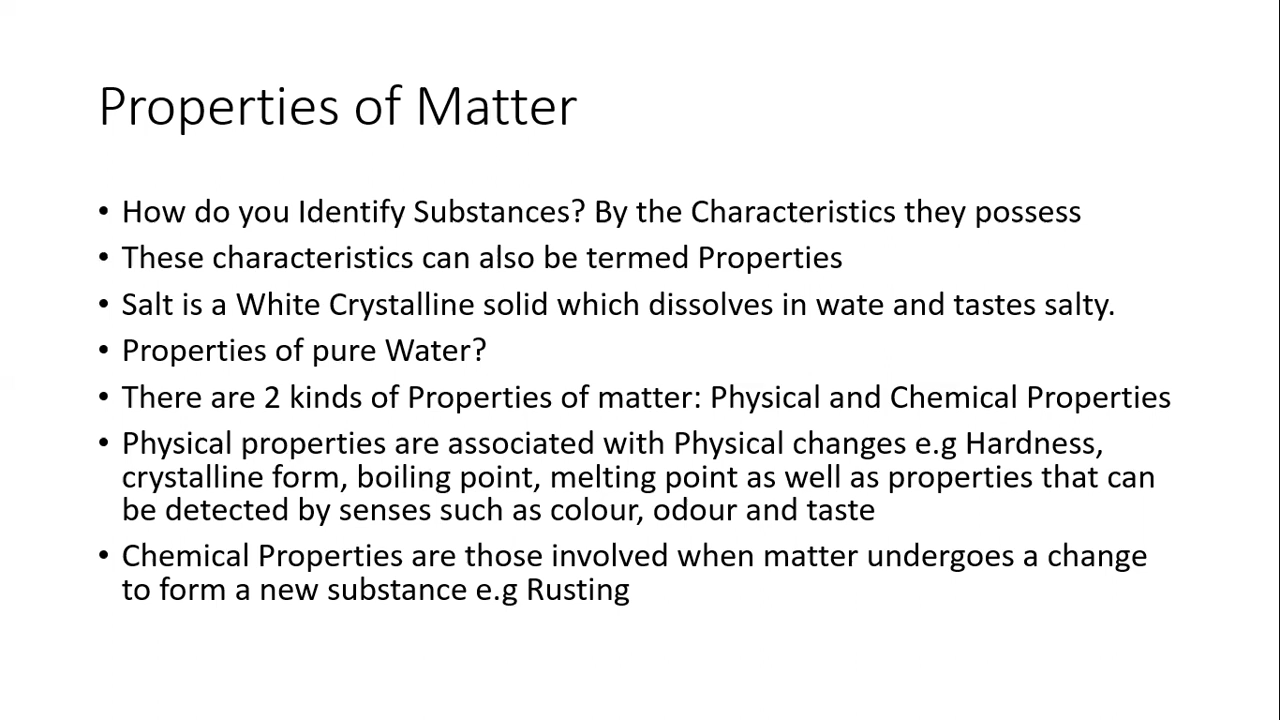 Properties of Matter
• How do you Identify Substances? By the Characteristics they possess
• These characteristics can also be termed Properties
• Salt is a White Crystalline solid which dissolves in wate and tastes salty.
• Properties of pure Water?
• There are 2 kinds of Properties of matter: Physical and Chemical Properties
• Physical properties are associated with Physical changes e.g Hardness,
crystalline form, boiling point, melting point as well as properties that can
be detected by senses such as colour, odour and taste
• Chemical Properties are those involved when matter undergoes a change
to form a new substance e.g Rusting